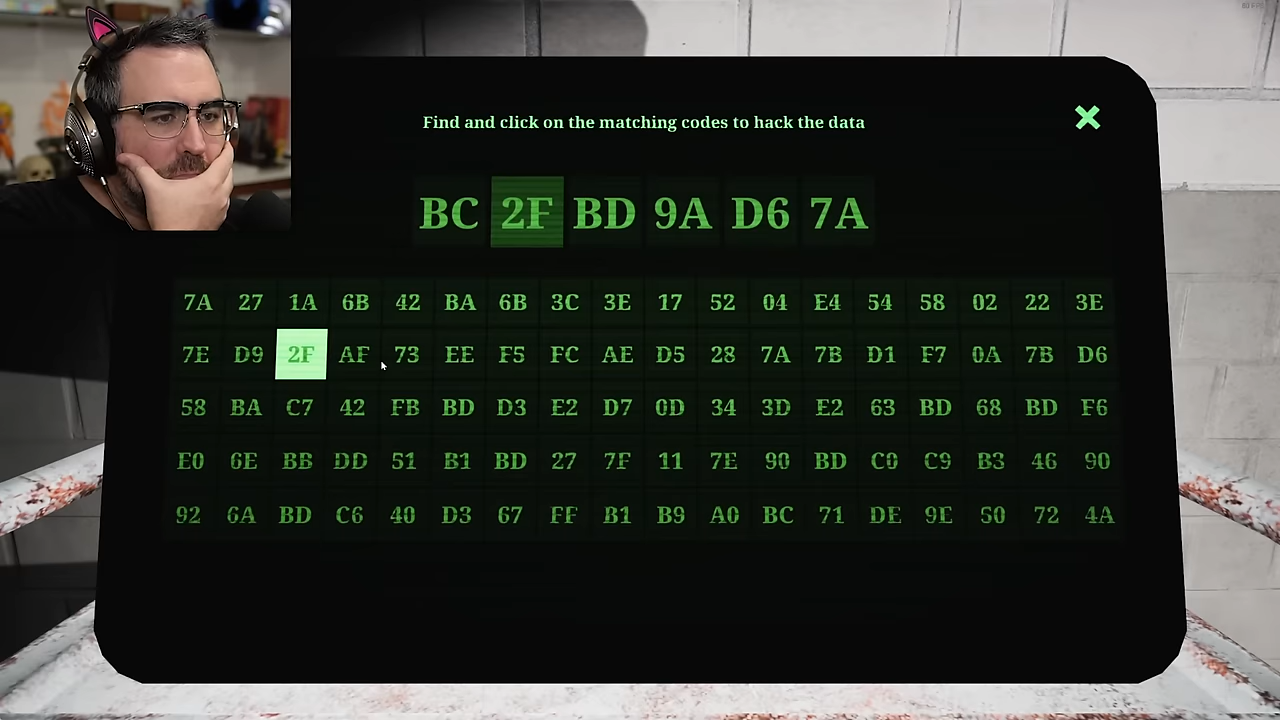 Find and click on the matching codes to hack the data
BC 2F BD 9A D6 7A
7A 27 1A 6B 42 BA 6B 3C 3E 17 52 04 E4 54 58 02 22 3E
7E D9 2F AF 73 EE F5 FC AE D5 28 7A 7B D1 F7 0A 7B D6
58 BA C7 42 FB BD D3 E2 D7 0D 34 3D E2 63 BD 68 BD F6
E0 6E BB DD 51 B1 BD 27 7F 11 7E 90 BD C0 C9 B3 46 90
92 6A BD C6 40 D3 67 FF B1 B9 A0 BC 71 DE 9E 50 72 4A